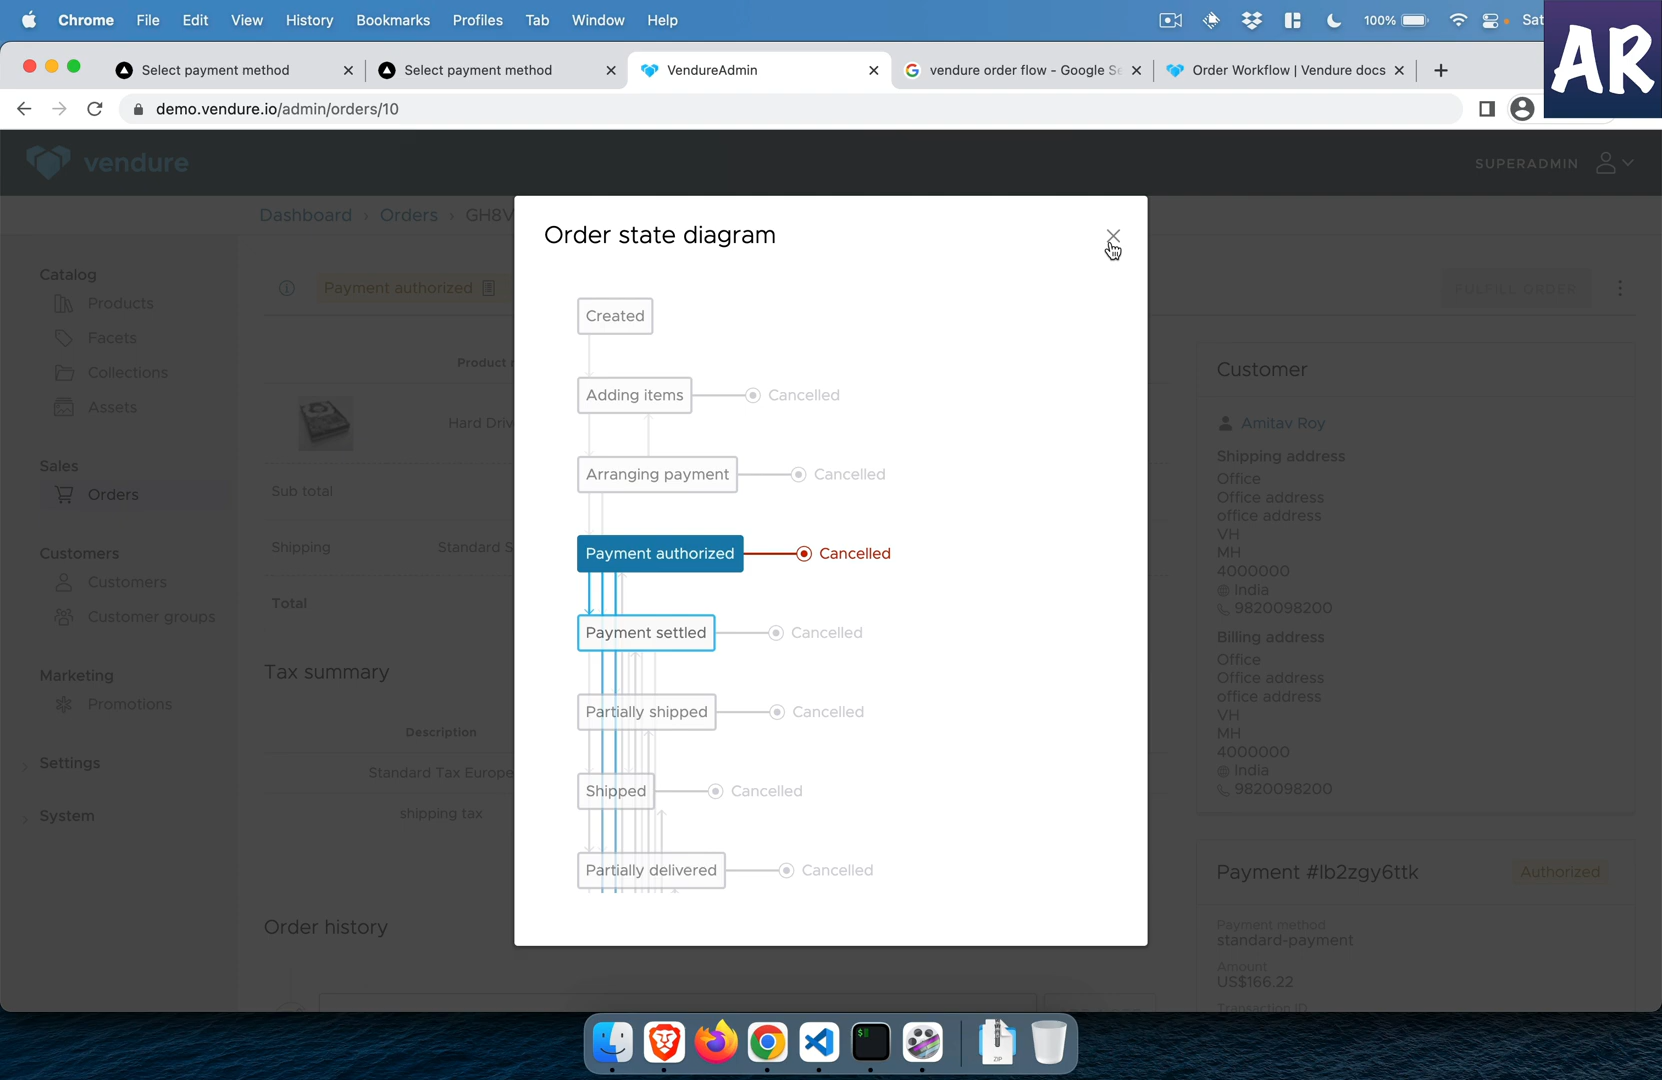 Chrome File Edit View History Bookmarks Profiles Tab Window Help 100% Sat
AR
Select payment method
Select payment method
VendureAdmin
vendure order flow - Google Se
Order Workflow | Vendure docs
demo.vendure.io/admin/orders/10
vendure
SUPERADMIN
Dashboard › Orders › GH8V
Order state diagram
Catalog
Products
Facets
Collections
Assets
Sales
Orders
Customers
Customers
Customer groups
Marketing
Promotions
Settings
System
Payment authorized
FULFILL ORDER
Hard Driv
Sub total
Shipping Standard S
Total
Tax summary
Description
Standard Tax Europe
shipping tax
Order history
Created
Adding items Cancelled
Arranging payment Cancelled
Payment authorized Cancelled
Payment settled Cancelled
Partially shipped Cancelled
Shipped Cancelled
Partially delivered Cancelled
Customer
Amitav Roy
Shipping address
Office
Office address
office address
VH
MH
4000000
India
9820098200
Billing address
Office
Office address
office address
VH
MH
4000000
India
9820098200
Payment #lb2zgy6ttk Authorized
Payment method
standard-payment
Amount
US$166.22
Transaction ID
ZIP